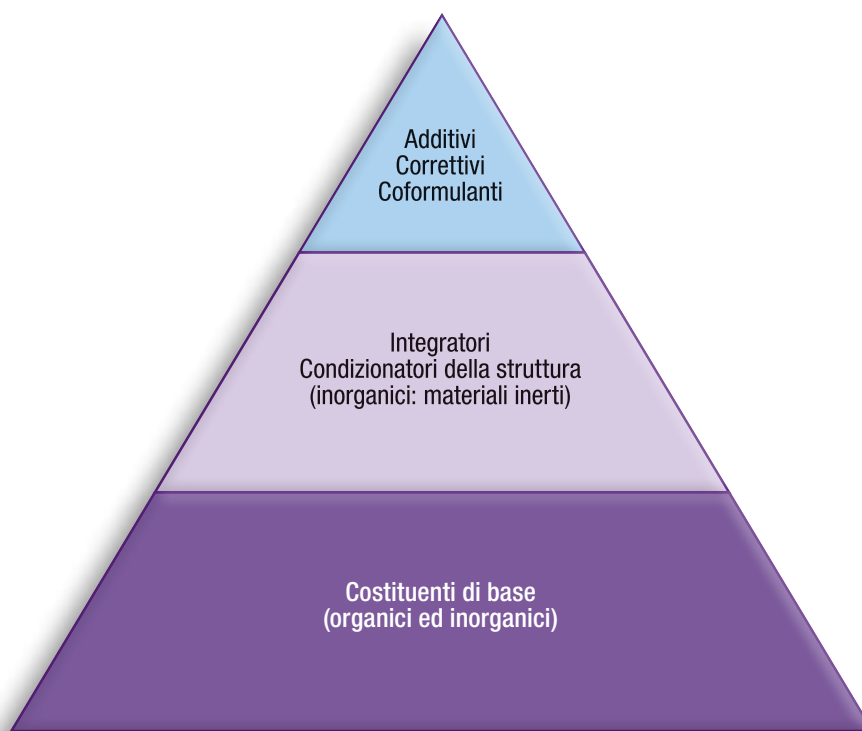 Additivi
Correttivi
Coformulanti
Integratori
Condizionatori della struttura
(inorganici: materiali inerti)
Costituenti di base
(organici ed inorganici)